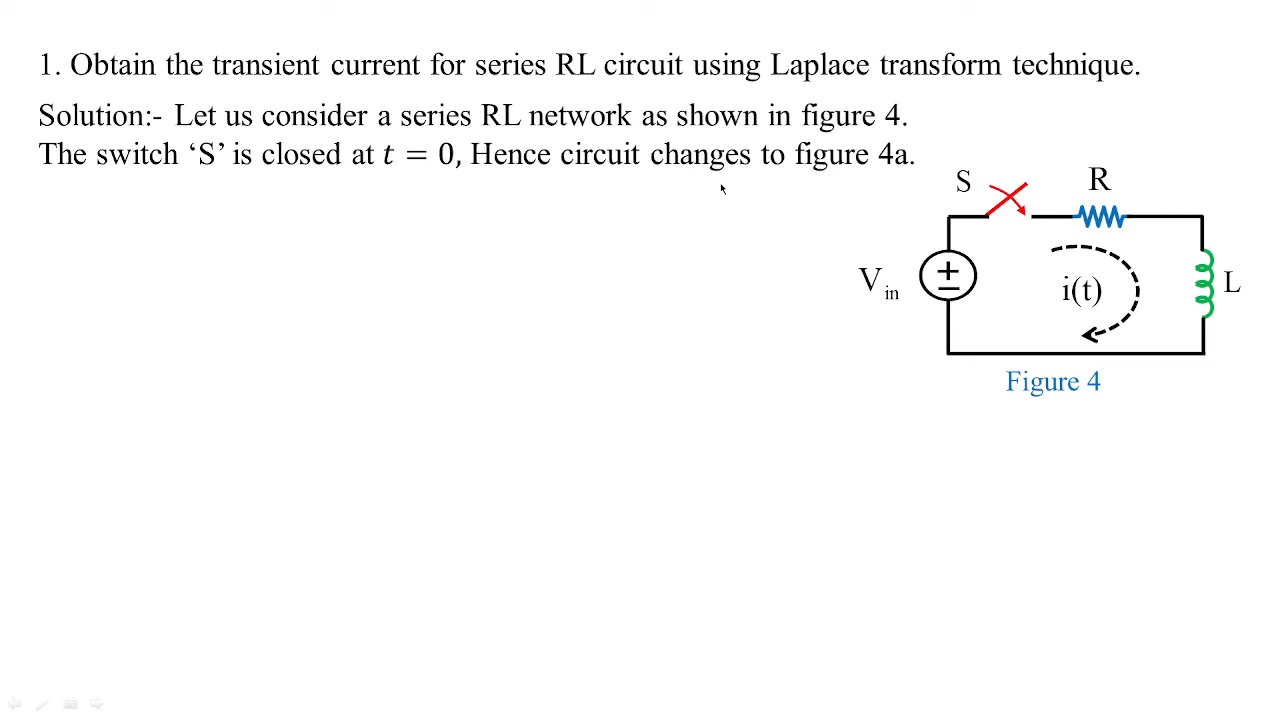 1. Obtain the transient current for series RL circuit using Laplace transform technique.
Solution:- Let us consider a series RL network as shown in figure 4.
The switch ‘S’ is closed at 𝑡 = 0, Hence circuit changes to figure 4a.
S
R
V in
+
−
i(t)
L
Figure 4